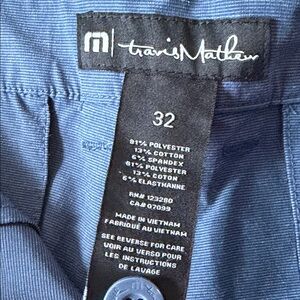 m travisMathew
32
81% POLYESTER
13% COTTON
6% SPANDEX
81% POLYESTER
13% COTON
6% ELASTHANNE
RN# 123280
CA# 07099
MADE IN VIETNAM
FABRIQUÉ AU VIETNAM
SEE REVERSE FOR CARE
VOIR AU VERSO POUR
LES INSTRUCTIONS
DE LAVAGE